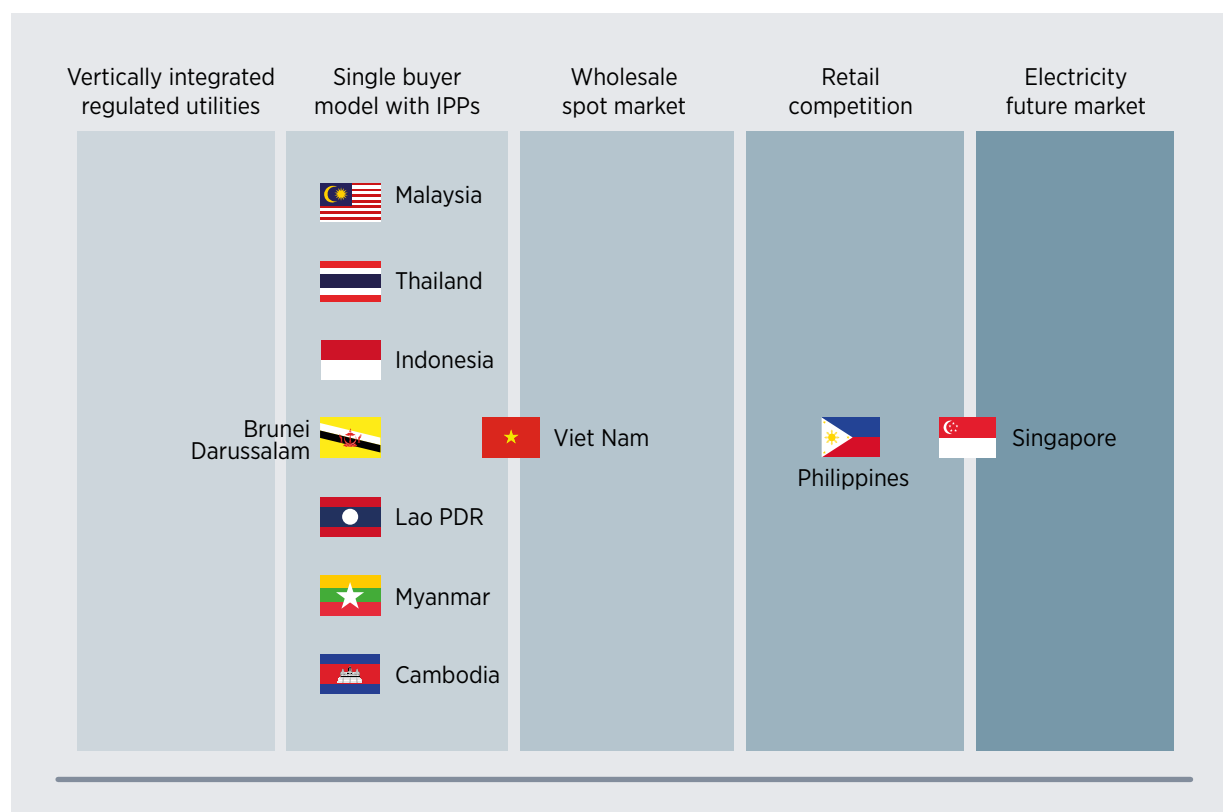 Vertically integrated
regulated utilities
Single buyer
model with IPPs
Wholesale
spot market
Retail
competition
Electricity
future market
Malaysia
Thailand
Indonesia
Brunei
Darussalam
Viet Nam
Philippines
Singapore
Lao PDR
Myanmar
Cambodia